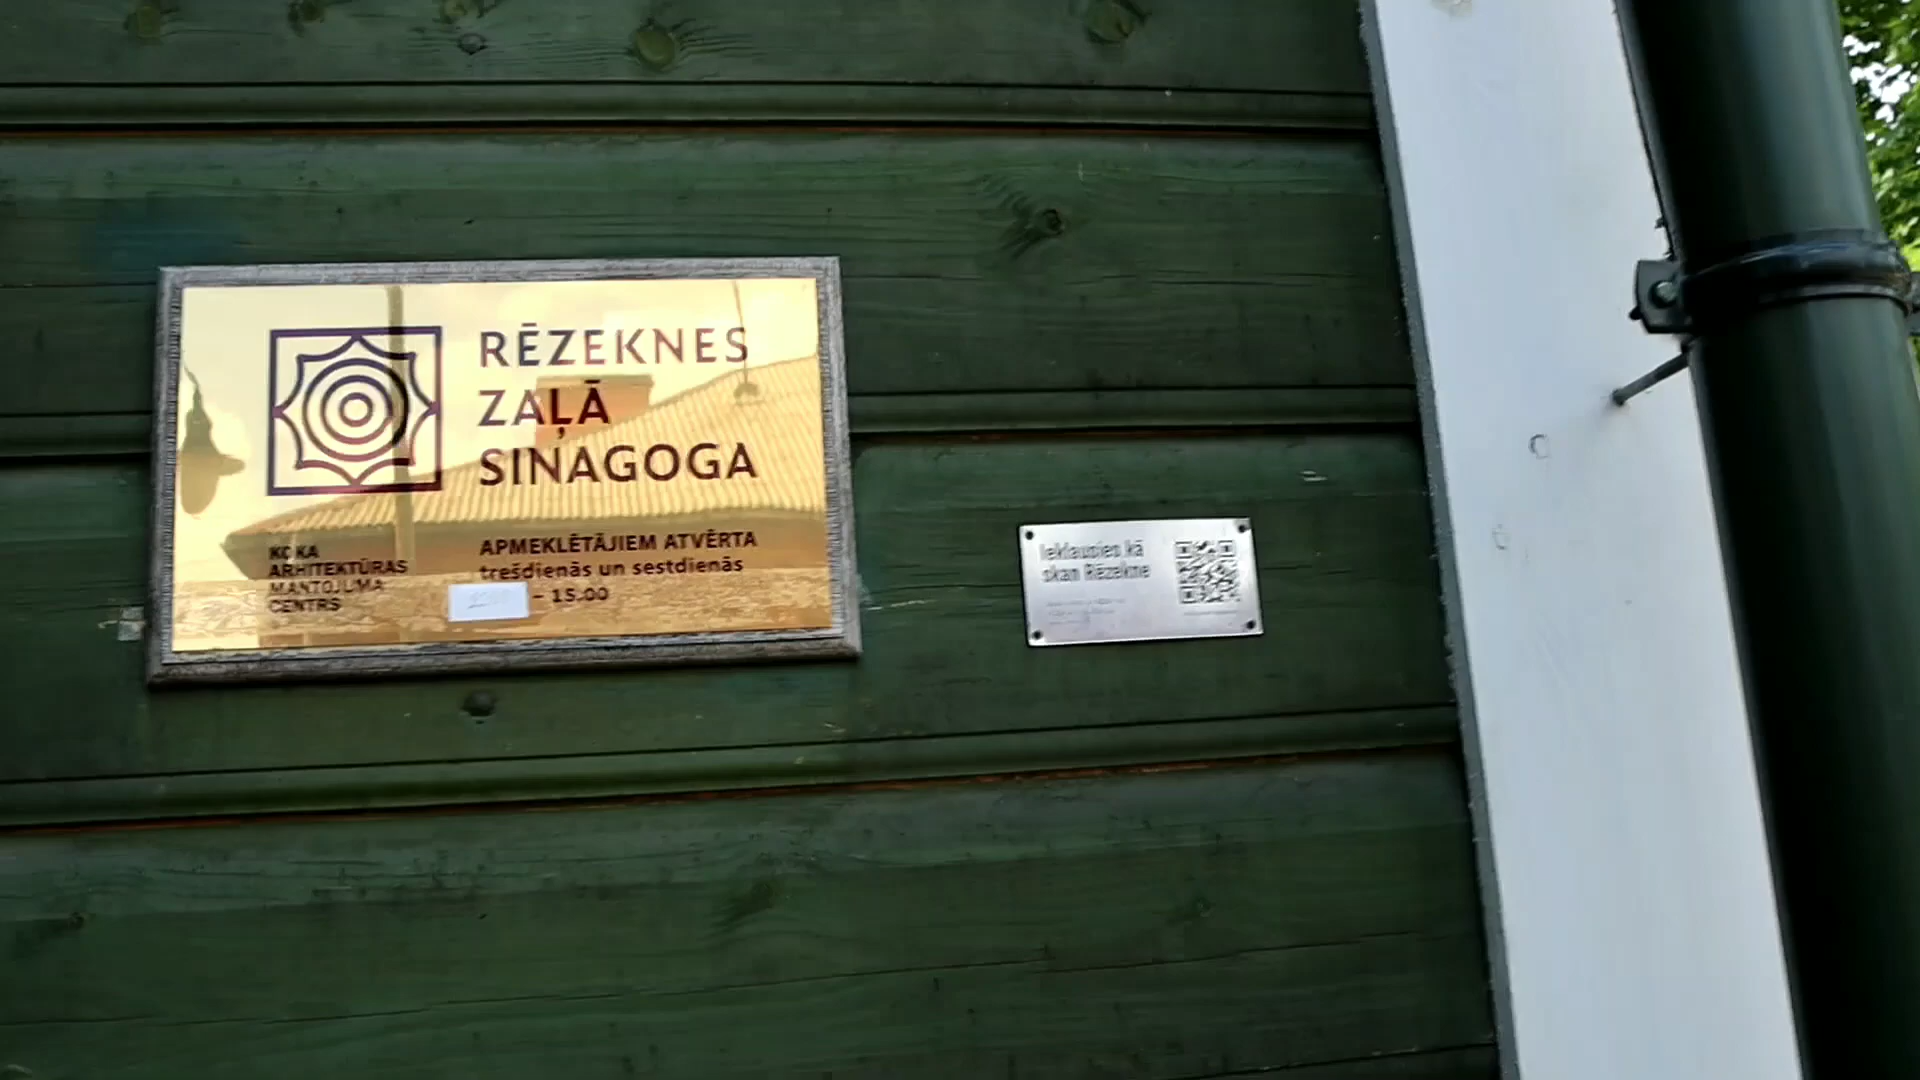 RĒZEKNES
ZAĻĀ
SINAGOGA
KOKA
ARHITEKTŪRAS
MANTOJUMA
CENTRS
APMEKLĒTĀJIEM ATVĒRTA
trešdienās un sestdienās
– 15.00
Ieklausies kā
skan Rēzekne